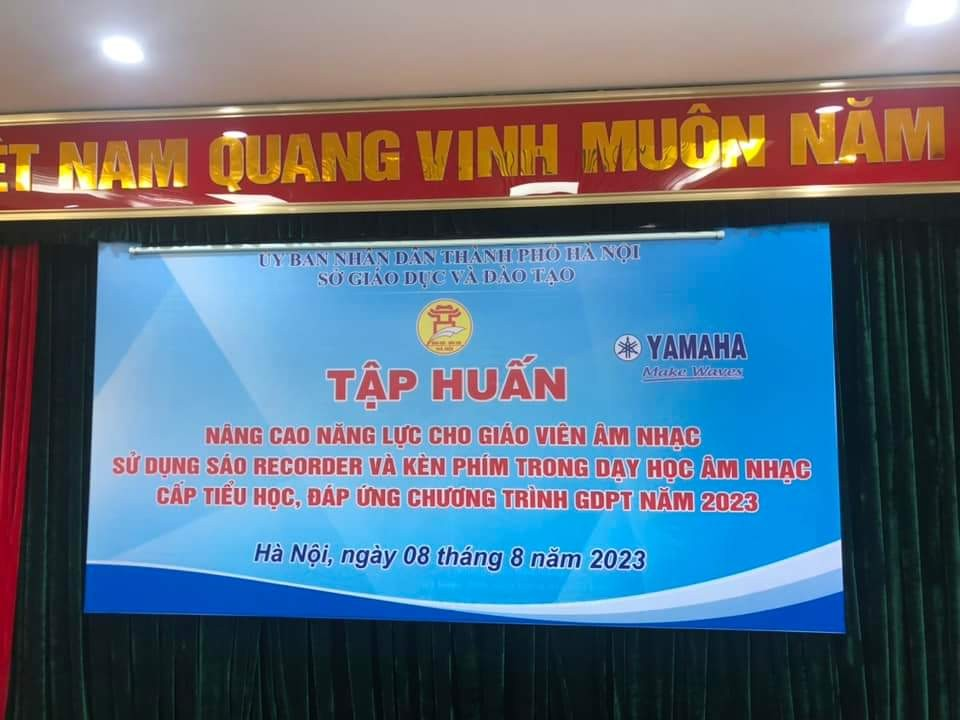 ỆT NAM QUANG VINH MUÔN NĂM
ỦY BAN NHÂN DÂN THÀNH PHỐ HÀ NỘI
SỞ GIÁO DỤC VÀ ĐÀO TẠO
HÀ NỘI
YAMAHA
Make Waves
TẬP HUẤN
NÂNG CAO NĂNG LỰC CHO GIÁO VIÊN ÂM NHẠC
SỬ DỤNG SÁO RECORDER VÀ KÈN PHÍM TRONG DẠY HỌC ÂM NHẠC
CẤP TIỂU HỌC, ĐÁP ỨNG CHƯƠNG TRÌNH GDPT NĂM 2023
Hà Nội, ngày 08 tháng 8 năm 2023